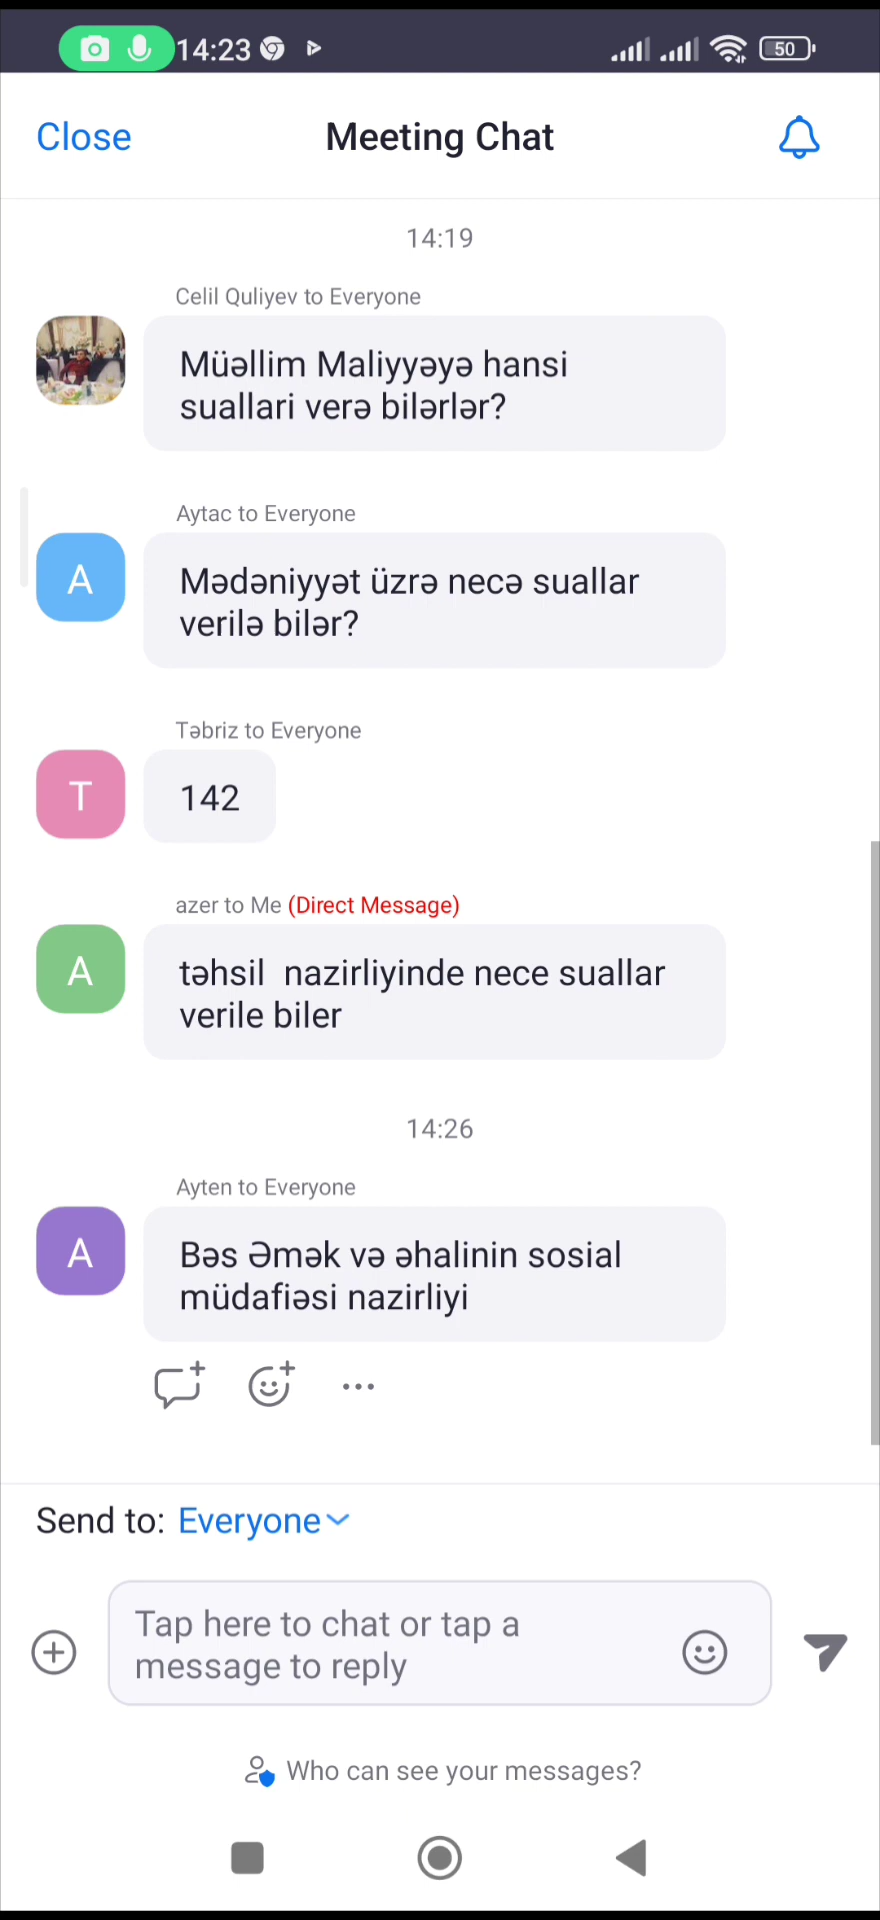 14:23
50
Close
Meeting Chat
14:19
Celil Quliyev to Everyone
Müəllim Maliyyəyə hansi
suallari verə bilərlər?
Aytac to Everyone
A
Mədəniyyət üzrə necə suallar
verilə bilər?
Təbriz to Everyone
T
142
azer to Me (Direct Message)
A
təhsil  nazirliyinde nece suallar
verile biler
14:26
Ayten to Everyone
A
Bəs Əmək və əhalinin sosial
müdafiəsi nazirliyi
Send to: Everyone
Tap here to chat or tap a
message to reply
Who can see your messages?